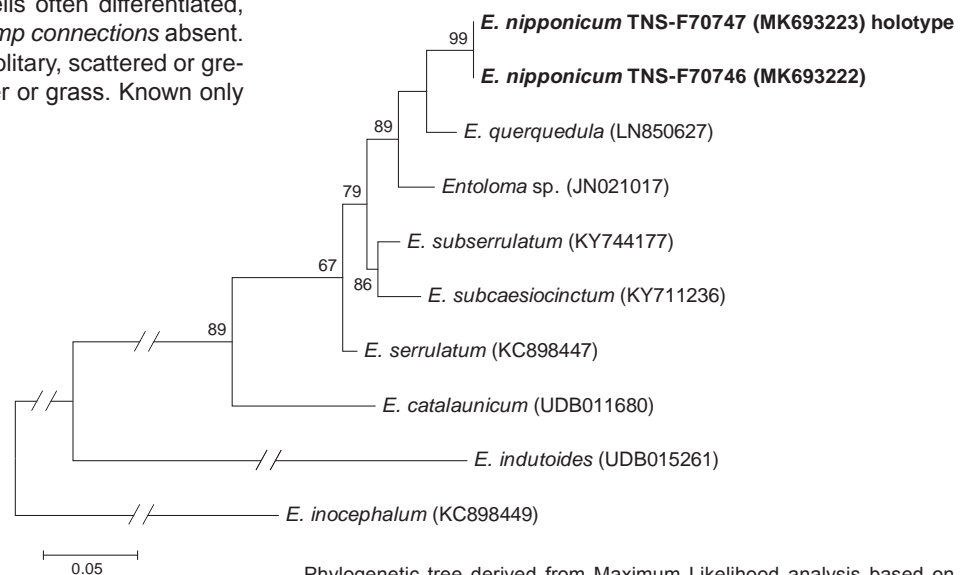 ells often differentiated,
mp connections absent.
olitary, scattered or gre-
er or grass. Known only
E. nipponicum TNS-F70747 (MK693223) holotype
99
E. nipponicum TNS-F70746 (MK693222)
89
E. querquedula (LN850627)
Entoloma sp. (JN021017)
79
E. subserrulatum (KY744177)
67
86
E. subcaesiocinctum (KY711236)
89
E. serrulatum (KC898447)
E. catalaunicum (UDB011680)
E. indutoides (UDB015261)
E. inocephalum (KC898449)
0.05
Phylogenetic tree derived from Maximum Likelihood analysis based on